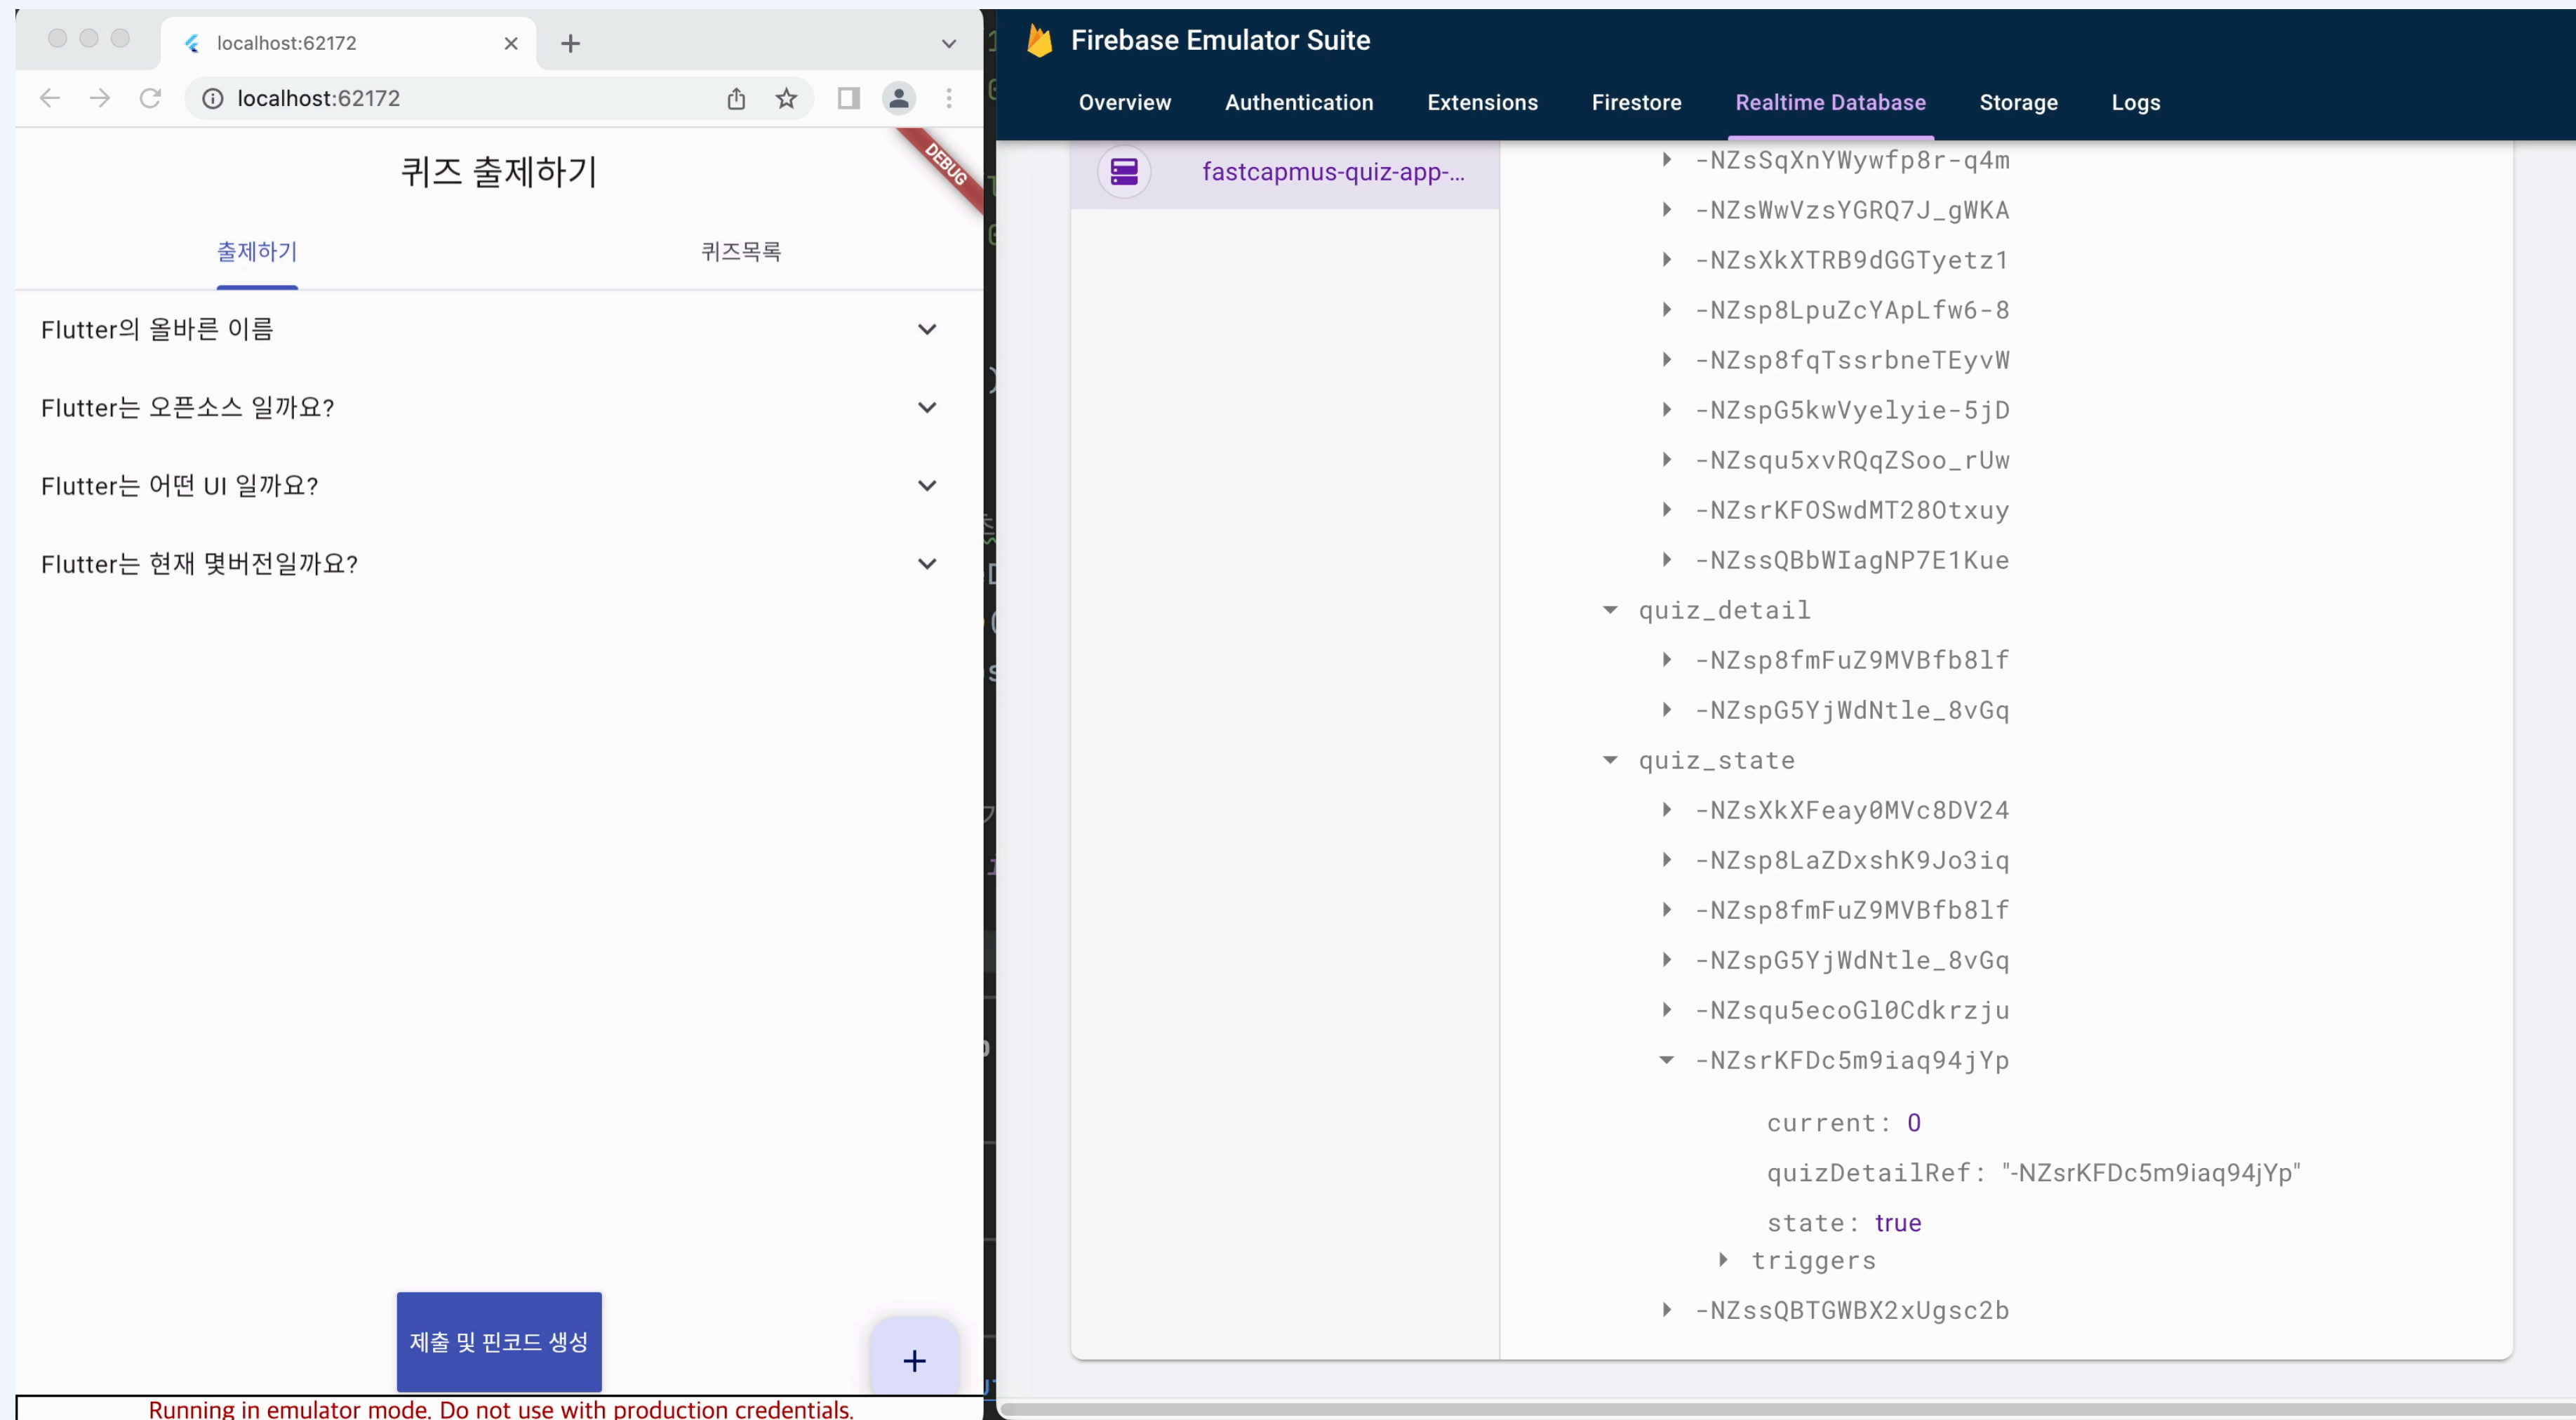 localhost:62172
localhost:62172
DEBUG
퀴즈 출제하기
출제하기
퀴즈목록
Flutter의 올바른 이름
Flutter는 오픈소스 일까요?
Flutter는 어떤 UI 일까요?
Flutter는 현재 몇버전일까요?
제출 및 핀코드 생성
Running in emulator mode. Do not use with production credentials.
Firebase Emulator Suite
Overview Authentication Extensions Firestore Realtime Database Storage Logs
fastcapmus-quiz-app-...
-NZsSqXnYWywfp8r-q4m
-NZsWwVzsYGRQ7J_gWKA
-NZsXkXTRB9dGGTyetz1
-NZsp8LpuZcYApLfw6-8
-NZsp8fqTssrbneTEyvW
-NZspG5kwVyelyie-5jD
-NZsqu5xvRQqZSoo_rUw
-NZsrKFOSwdMT28Otxuy
-NZssQBbWIagNP7E1Kue
quiz_detail
-NZsp8fmFuZ9MVBfb8lf
-NZspG5YjWdNtle_8vGq
quiz_state
-NZsXkXFeay0MVc8DV24
-NZsp8LaZDxshK9Jo3iq
-NZsp8fmFuZ9MVBfb8lf
-NZspG5YjWdNtle_8vGq
-NZsqu5ecoGl0Cdkrzju
-NZsrKFDc5m9iaq94jYp
current: 0
quizDetailRef: "-NZsrKFDc5m9iaq94jYp"
state: true
triggers
-NZssQBTGWBX2xUgsc2b